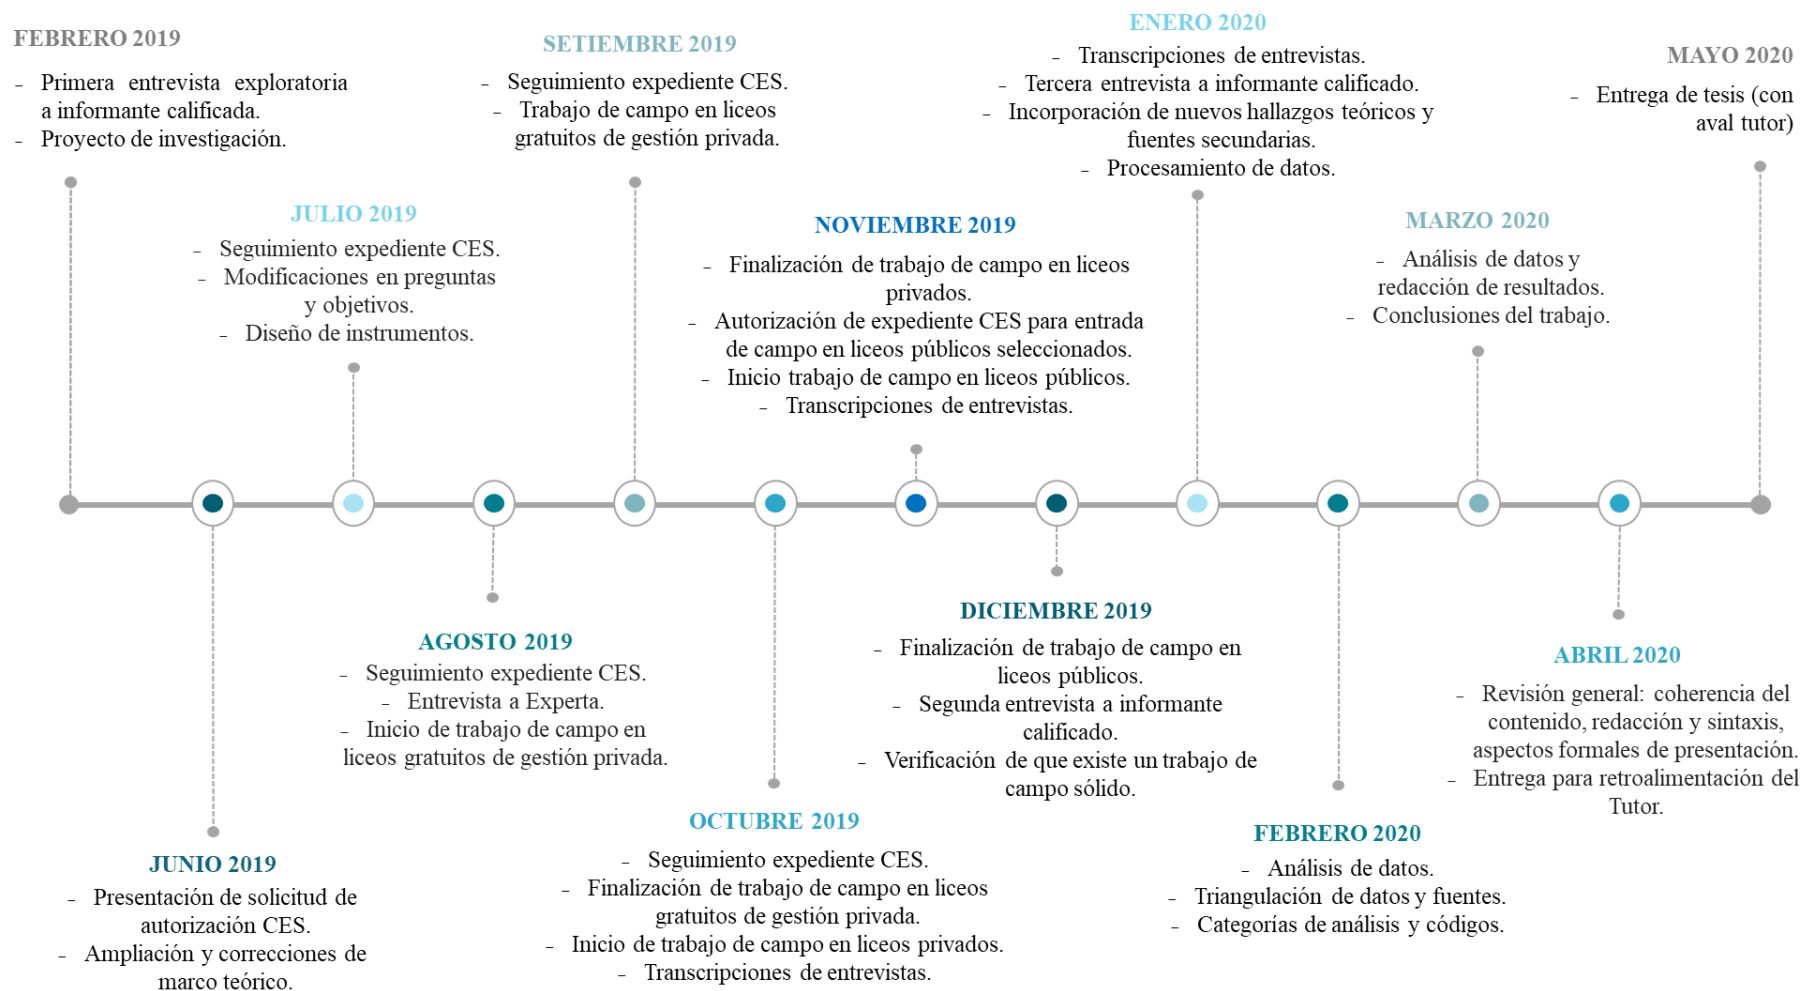 FEBRERO 2019
- Primera entrevista exploratoria
a informante calificada.
- Proyecto de investigación.
JUNIO 2019
- Presentación de solicitud de
autorización CES.
- Ampliación y correcciones de
marco teórico.
JULIO 2019
- Seguimiento expediente CES.
- Modificaciones en preguntas
y objetivos.
- Diseño de instrumentos.
AGOSTO 2019
- Seguimiento expediente CES.
- Entrevista a Experta.
- Inicio de trabajo de campo en
liceos gratuitos de gestión privada.
SETIEMBRE 2019
- Seguimiento expediente CES.
- Trabajo de campo en liceos
gratuitos de gestión privada.
OCTUBRE 2019
- Seguimiento expediente CES.
- Finalización de trabajo de campo en liceos
gratuitos de gestión privada.
- Inicio de trabajo de campo en liceos privados.
- Transcripciones de entrevistas.
NOVIEMBRE 2019
- Finalización de trabajo de campo en liceos
privados.
- Autorización de expediente CES para entrada
de campo en liceos públicos seleccionados.
- Inicio trabajo de campo en liceos públicos.
- Transcripciones de entrevistas.
DICIEMBRE 2019
- Finalización de trabajo de campo en
liceos públicos.
- Segunda entrevista a informante
calificado.
- Verificación de que existe un trabajo de
campo sólido.
ENERO 2020
- Transcripciones de entrevistas.
- Tercera entrevista a informante calificado.
- Incorporación de nuevos hallazgos teóricos y
fuentes secundarias.
- Procesamiento de datos.
FEBRERO 2020
- Análisis de datos.
- Triangulación de datos y fuentes.
- Categorías de análisis y códigos.
MARZO 2020
- Análisis de datos y
redacción de resultados.
- Conclusiones del trabajo.
ABRIL 2020
- Revisión general: coherencia del
contenido, redacción y sintaxis,
aspectos formales de presentación.
- Entrega para retroalimentación del
Tutor.
MAYO 2020
- Entrega de tesis (con
aval tutor)